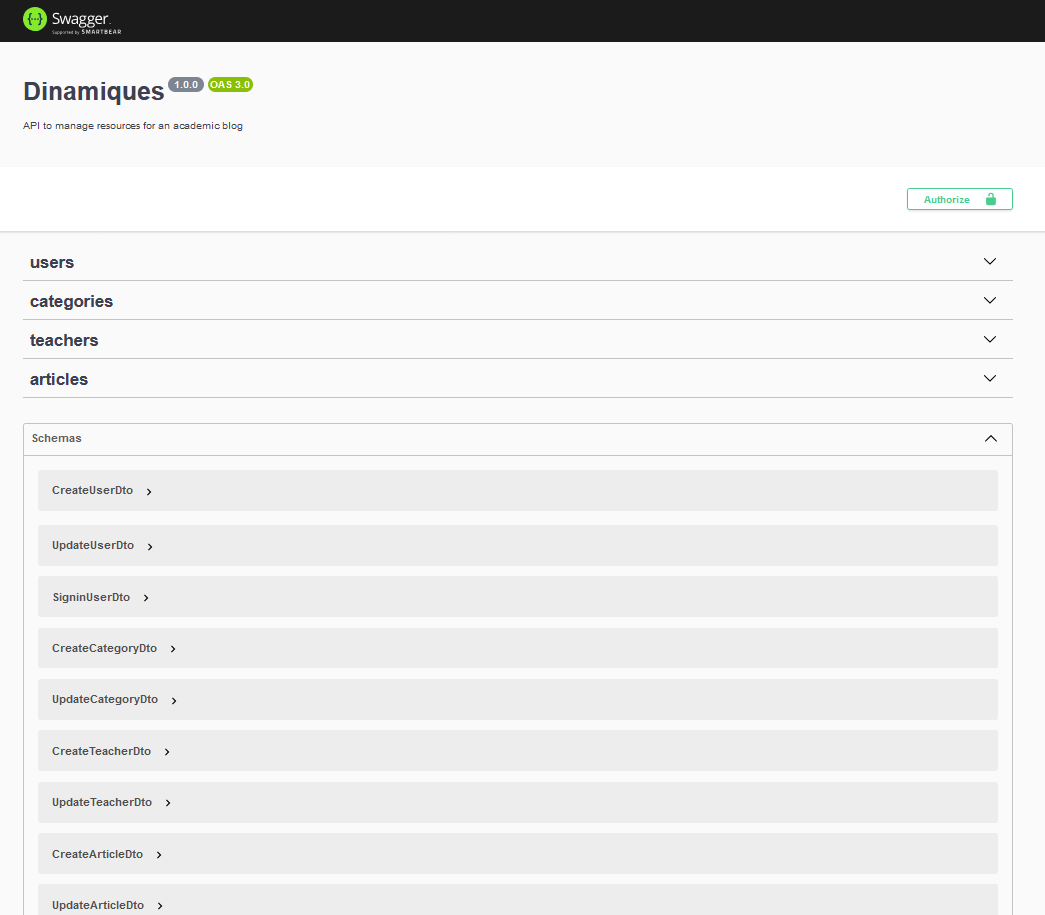 Swagger.
Supported by SMARTBEAR
Dinamiques 1.0.0 OAS 3.0
API to manage resources for an academic blog
Authorize
users
categories
teachers
articles
Schemas
CreateUserDto
UpdateUserDto
SigninUserDto
CreateCategoryDto
UpdateCategoryDto
CreateTeacherDto
UpdateTeacherDto
CreateArticleDto
UpdateArticleDto